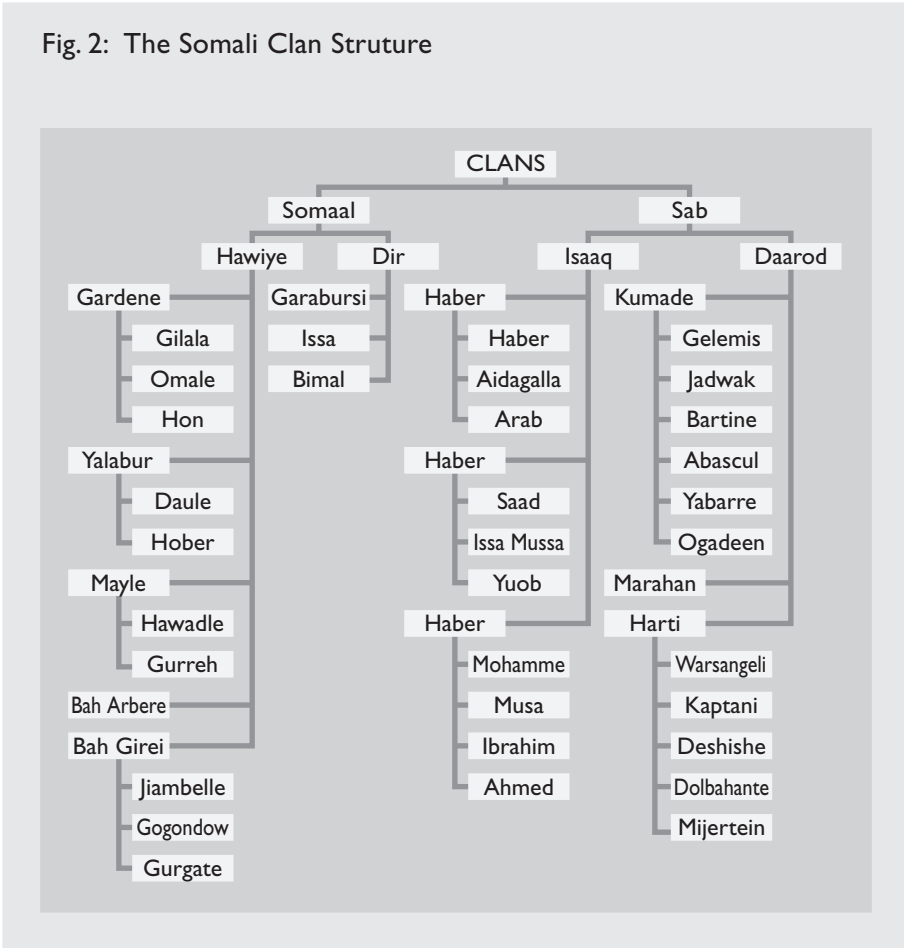 Fig. 2: The Somali Clan Struture
CLANS
Somaal
Sab
Hawiye
Dir
Isaaq
Daarod
Gardene
Gilala
Omale
Hon
Yalabur
Daule
Hober
Mayle
Hawadle
Gurreh
Bah Arbere
Bah Girei
Jiambelle
Gogondow
Gurgate
Garabursi
Issa
Bimal
Haber
Haber
Aidagalla
Arab
Haber
Saad
Issa Mussa
Yuob
Haber
Mohamme
Musa
Ibrahim
Ahmed
Kumade
Gelemis
Jadwak
Bartine
Abascul
Yabarre
Ogadeen
Marahan
Harti
Warsangeli
Kaptani
Deshishe
Dolbahante
Mijertein